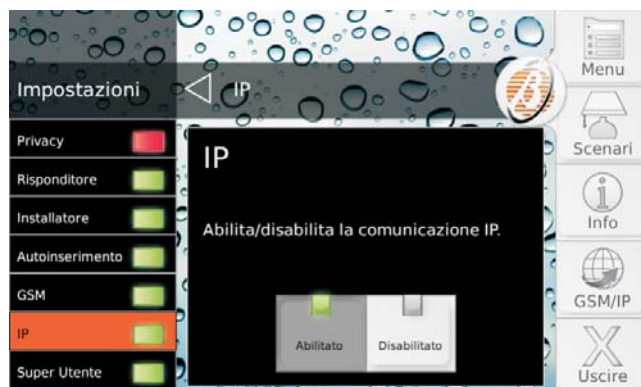 Impostazioni
IP
Menu
Privacy
Risponditore
Installatore
Autoinserimento
GSM
IP
Super Utente
IP
Abilita/disabilita la comunicazione IP.
Abilitato
Disabilitato
Scenari
Info
GSM/IP
Uscire